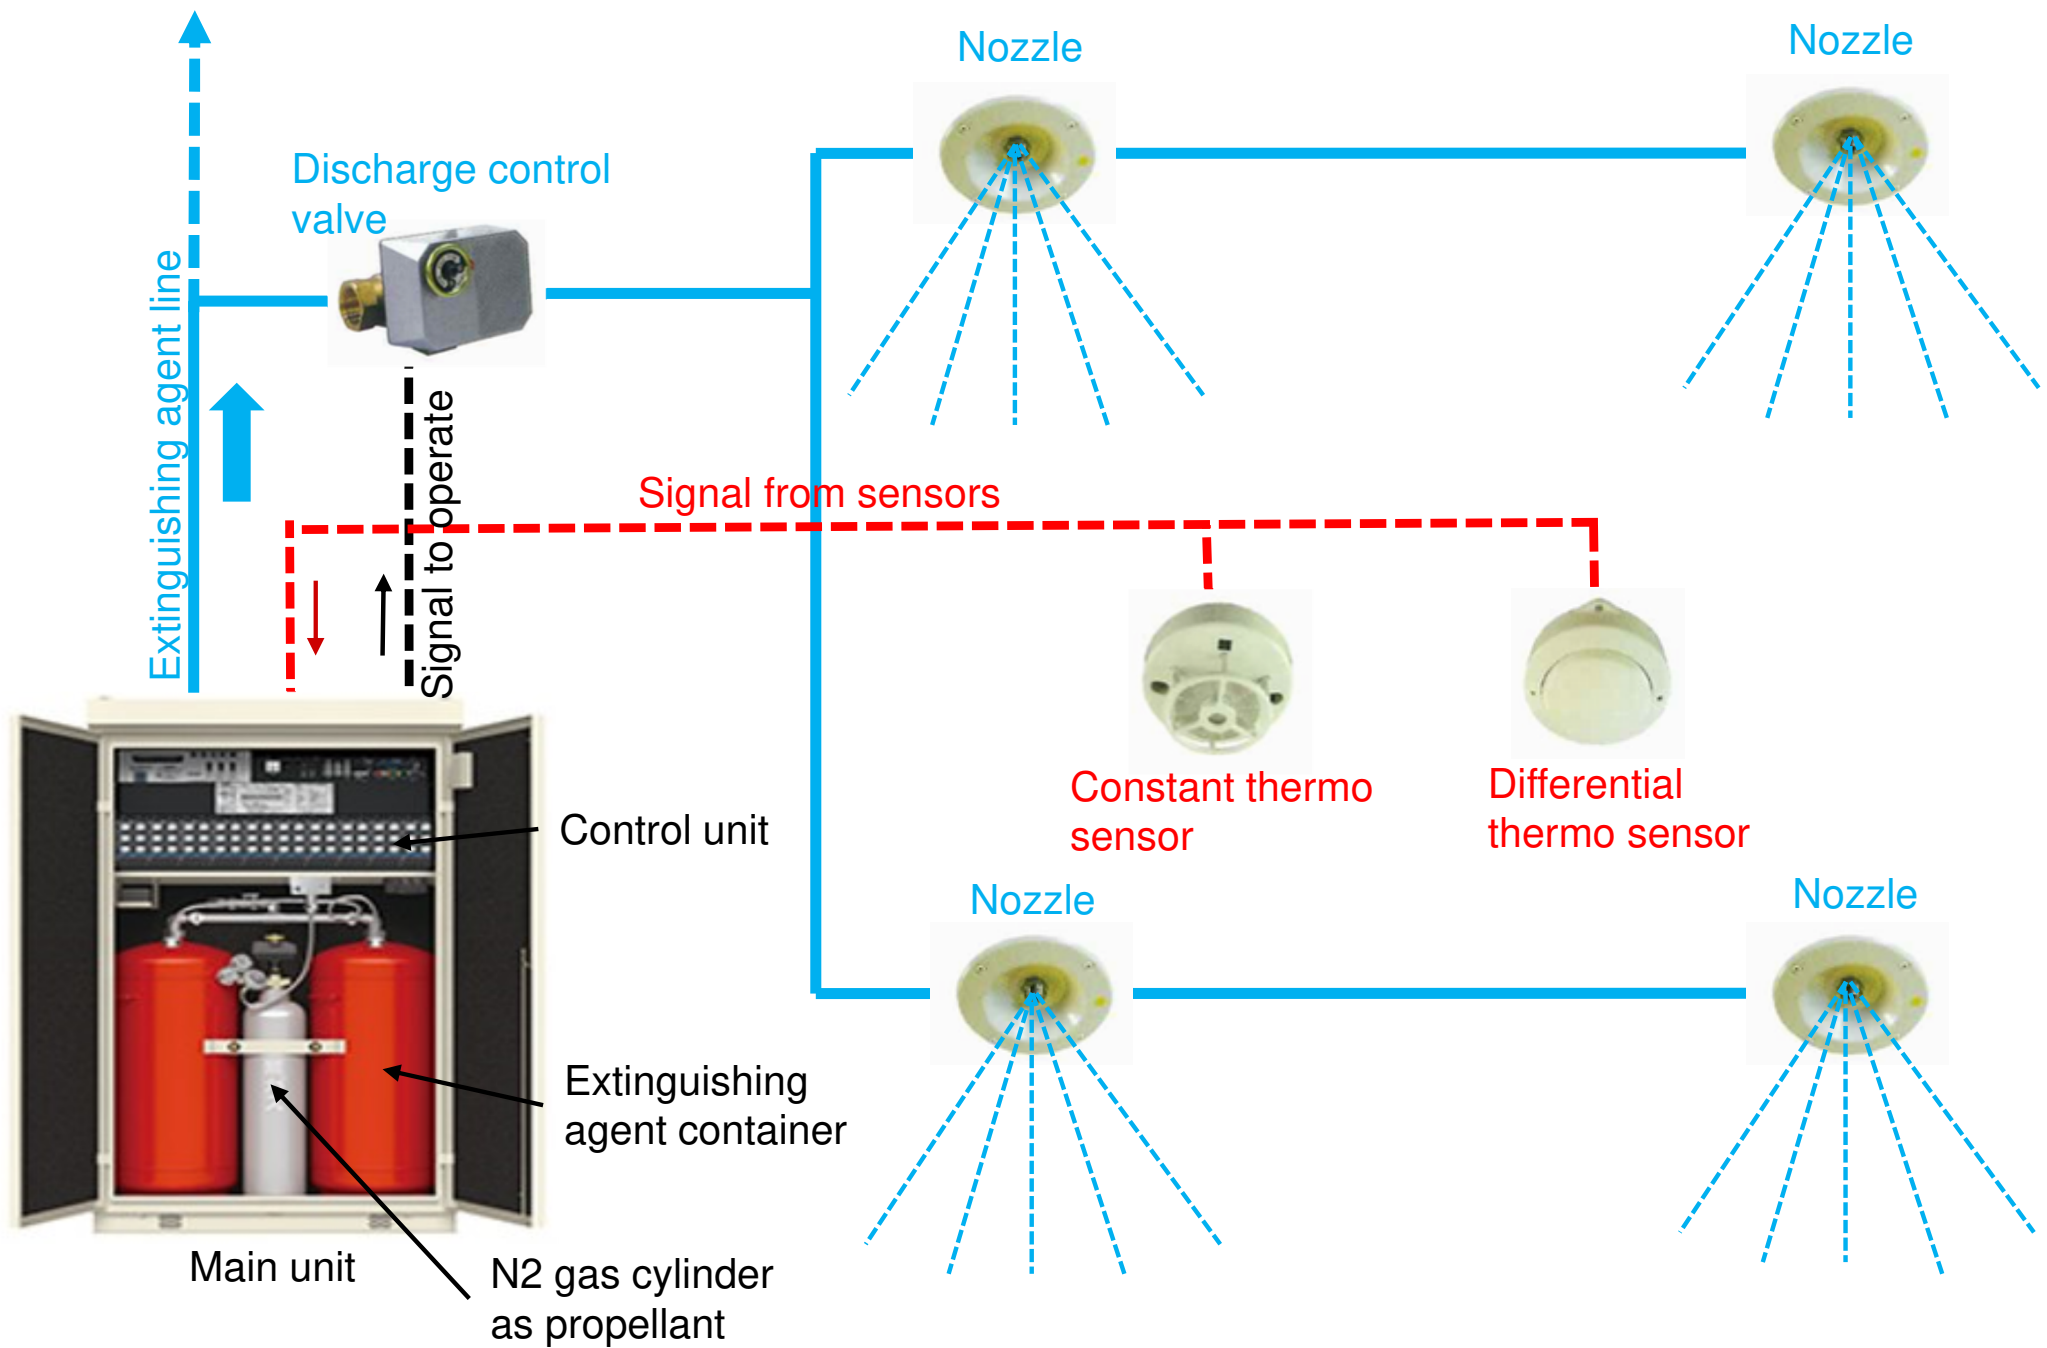 Nozzle
Nozzle
Discharge control
valve
Extinguishing agent line
Signal to operate
Signal from sensors
Constant thermo
sensor
Differential
thermo sensor
Control unit
Nozzle
Nozzle
Extinguishing
agent container
Main unit
N2 gas cylinder
as propellant